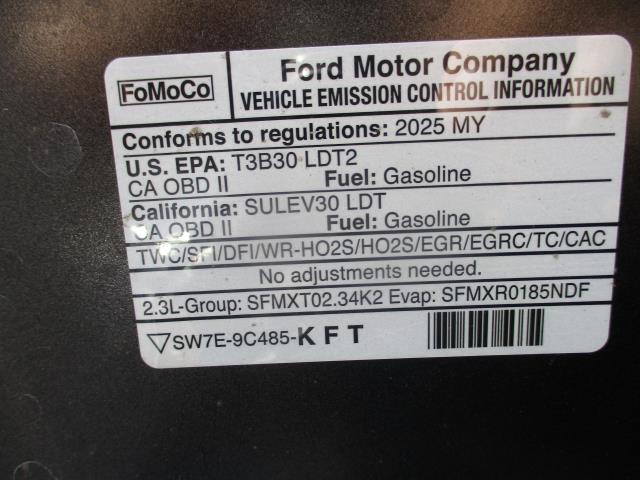 FoMoCo
Ford Motor Company
VEHICLE EMISSION CONTROL INFORMATION
Conforms to regulations: 2025 MY
U.S. EPA: T3B30 LDT2
CA OBD II Fuel: Gasoline
California: SULEV30 LDT
CA OBD II Fuel: Gasoline
TWC/SFI/DFI/WR-HO2S/HO2S/EGR/EGRC/TC/CAC
No adjustments needed.
2.3L-Group: SFMXT02.34K2 Evap: SFMXR0185NDF
SW7E-9C485-KFT